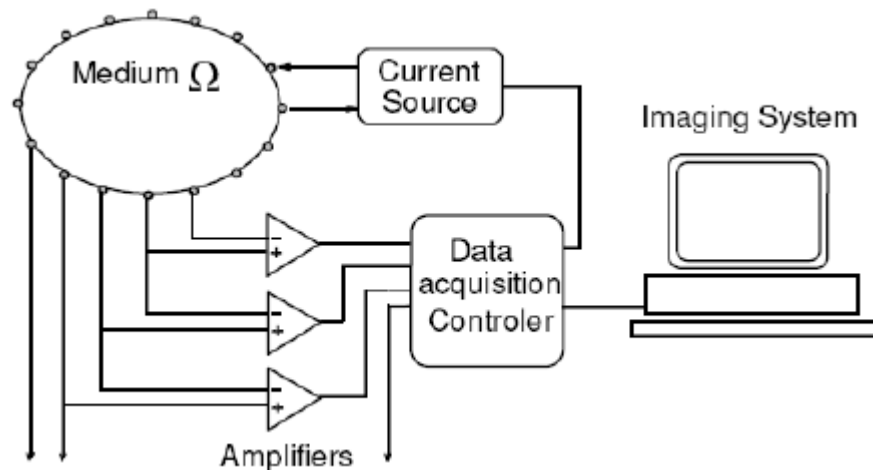 Medium Ω
Current
Source
Imaging System
-
+
Data
acquisition
Controler
-
+
-
+
Amplifiers